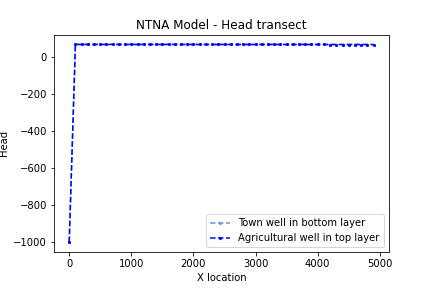 NTNA Model - Head transect
Head
0
−200
−400
−600
−800
−1000
Town well in bottom layer
Agricultural well in top layer
0 1000 2000 3000 4000 5000
X location